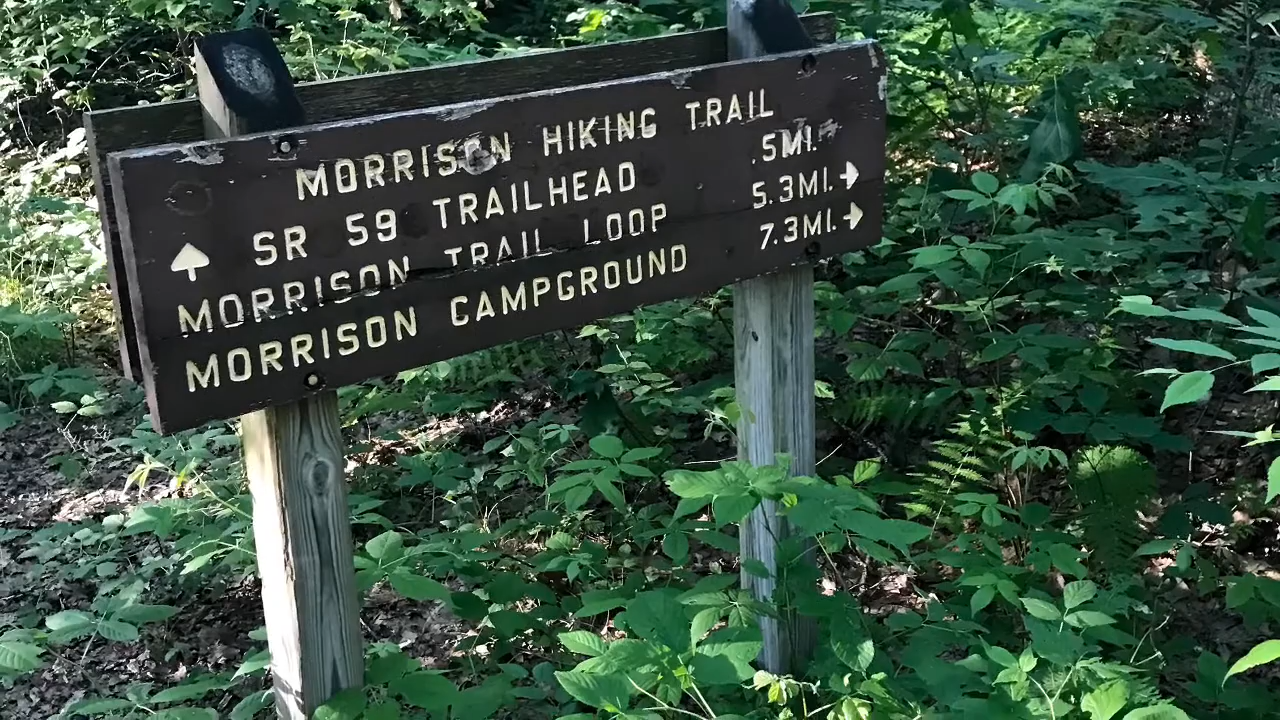 MORRISON HIKING TRAIL
SR 59 TRAILHEAD .5MI.
MORRISON TRAIL LOOP 5.3MI.
MORRISON CAMPGROUND 7.3MI.